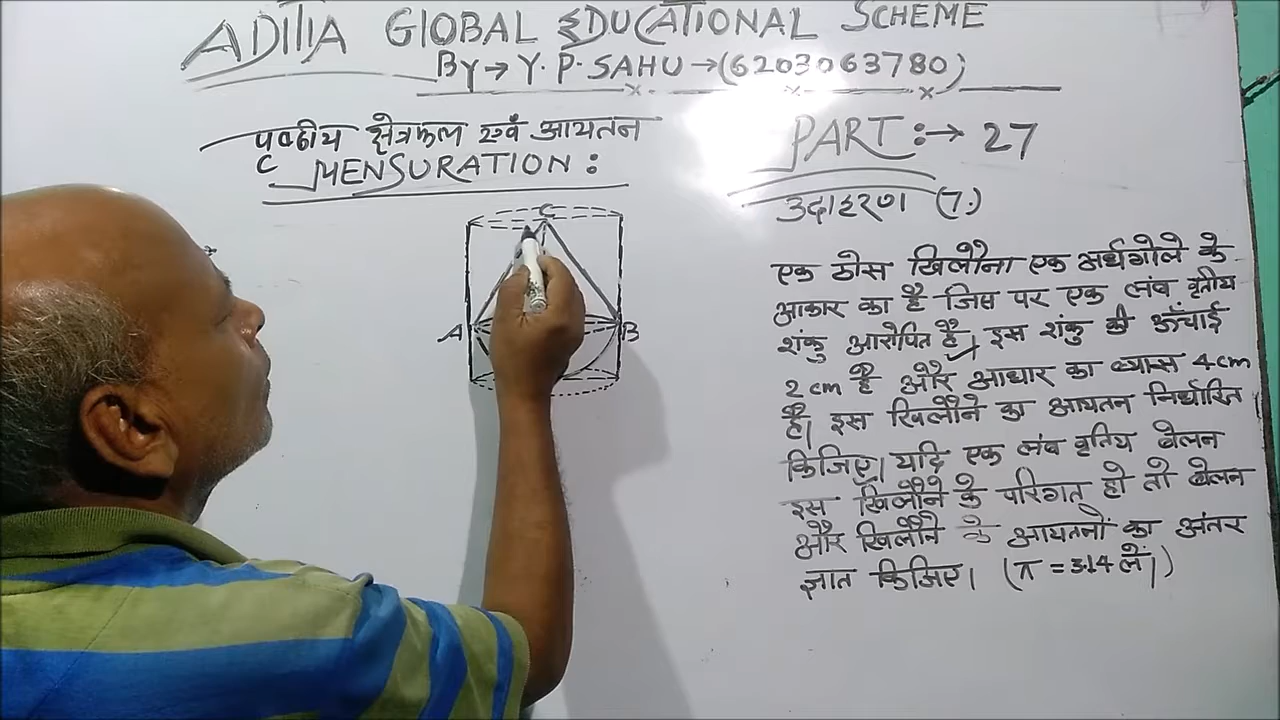 ADITIA GLOBAL EDUCATIONAL SCHEME
BY → Y. P. SAHU → (6203063780)
पृष्ठीय क्षेत्रफल एवं आयतन
MENSURATION :
PART :→ 27
उदाहरण (7.)
C
A
B
एक ठोस खिलौना एक अर्धगोले के
आकार का है जिस पर एक लंब वृतीय
शंकु आरोपित है। इस शंकु की ऊँचाई
2 cm है और आधार का व्यास 4 cm
है। इस खिलौने का आयतन निर्धारित
किजिए। यदि एक लंब वृतिय बेलन
इस खिलौने के परिगत हो तो बेलन
और खिलौने के आयतनों का अंतर
ज्ञात किजिए। (π = 3.14 लें।)